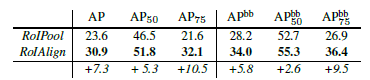 AP AP50 AP75 APbb APbb50 APbb75
RoIPool 23.6 46.5 21.6 28.2 52.7 26.9
RoIAlign 30.9 51.8 32.1 34.0 55.3 36.4
+7.3 + 5.3 +10.5 +5.8 +2.6 +9.5